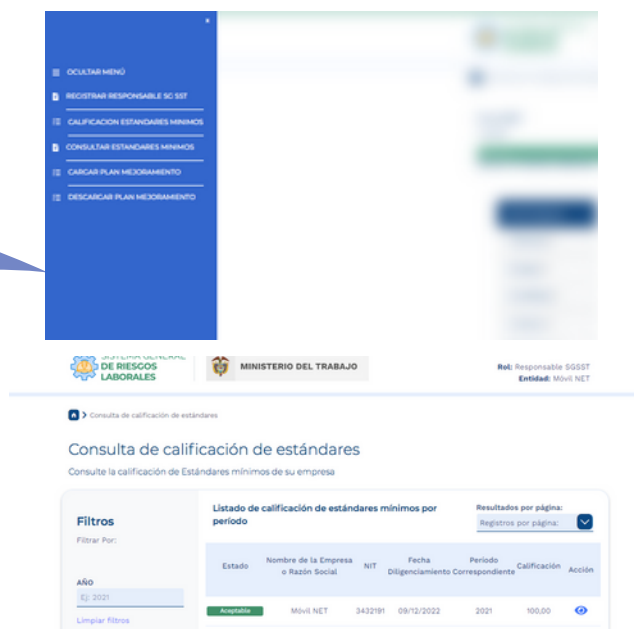 ×
OCULTAR MENÚ
REGISTRAR RESPONSABLE SG SST
CALIFICACION ESTANDARES MINIMOS
CONSULTAR ESTANDARES MINIMOS
CARGAR PLAN MEJORAMIENTO
DESCARGAR PLAN MEJORAMIENTO
SISTEMA GENERAL
DE RIESGOS
LABORALES
MINISTERIO DEL TRABAJO
Rol: Responsable SGSST
Entidad: Móvil NET
Consulta de calificación de estándares
Consulta de calificación de estándares
Consulte la calificación de Estándares mínimos de su empresa
Filtros
Filtrar Por:
AÑO
Ej: 2021
Limpiar filtros
Listado de calificación de estándares mínimos por
período
Resultados por página:
Registros por página:
Estado Nombre de la Empresa o Razón Social NIT Fecha Diligenciamiento Periodo Correspondiente Calificación Acción
Aceptable Móvil NET 3432191 09/12/2022 2021 100,00